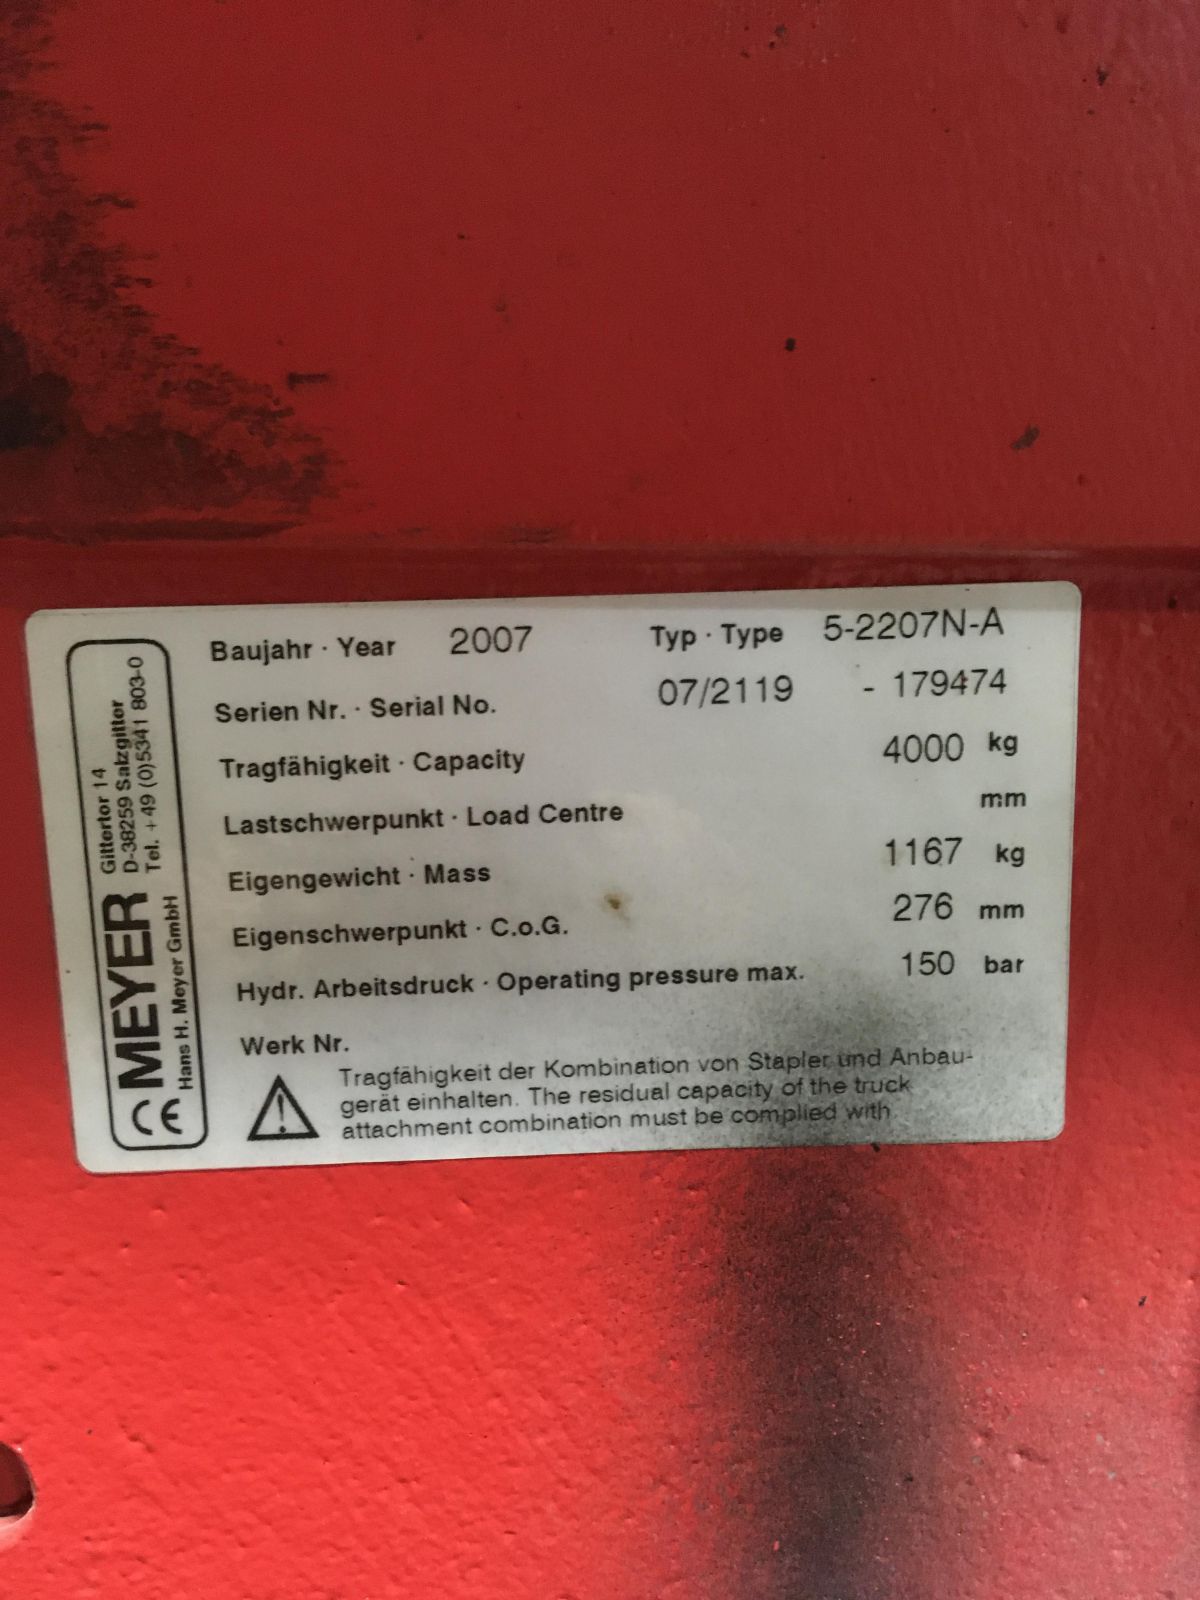 Baujahr · Year 2007 Typ · Type 5-2207N-A
Serien Nr. · Serial No. 07/2119 - 179474
Tragfähigkeit · Capacity 4000 kg
Lastschwerpunkt · Load Centre mm
Eigengewicht · Mass 1167 kg
Eigenschwerpunkt · C.o.G. 276 mm
Hydr. Arbeitsdruck · Operating pressure max. 150 bar
Werk Nr.
Tragfähigkeit der Kombination von Stapler und Anbau-
gerät einhalten. The residual capacity of the truck
attachment combination must be complied with.
CE MEYER
Hans H. Meyer GmbH
Gittertor 14
D-38259 Salzgitter
Tel. +49 (0)5341 803-0